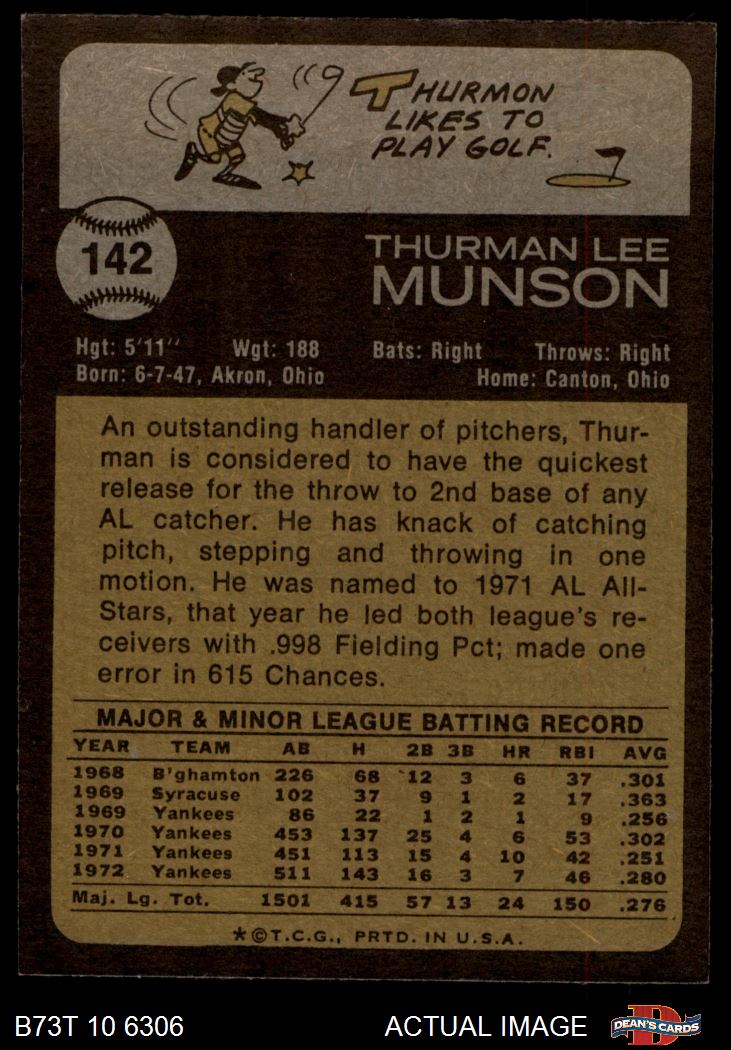 THURMON
LIKES TO
PLAY GOLF.
142
THURMAN LEE
MUNSON
Hgt: 5'11" Wgt: 188 Bats: Right Throws: Right
Born: 6-7-47, Akron, Ohio Home: Canton, Ohio
An outstanding handler of pitchers, Thur-
man is considered to have the quickest
release for the throw to 2nd base of any
AL catcher. He has knack of catching
pitch, stepping and throwing in one
motion. He was named to 1971 AL All-
Stars, that year he led both league's re-
ceivers with .998 Fielding Pct; made one
error in 615 Chances.
MAJOR & MINOR LEAGUE BATTING RECORD
YEAR TEAM AB H 2B 3B HR RBI AVG
1968 B'ghamton 226 68 12 3 6 37 .301
1969 Syracuse 102 37 9 1 2 17 .363
1969 Yankees 86 22 1 2 1 9 .256
1970 Yankees 453 137 25 4 6 53 .302
1971 Yankees 451 113 15 4 10 42 .251
1972 Yankees 511 143 16 3 7 46 .280
Maj. Lg. Tot. 1501 415 57 13 24 150 .276
*©T.C.G., PRTD. IN U.S.A.
B73T 10 6306 ACTUAL IMAGE DEAN'S CARDS